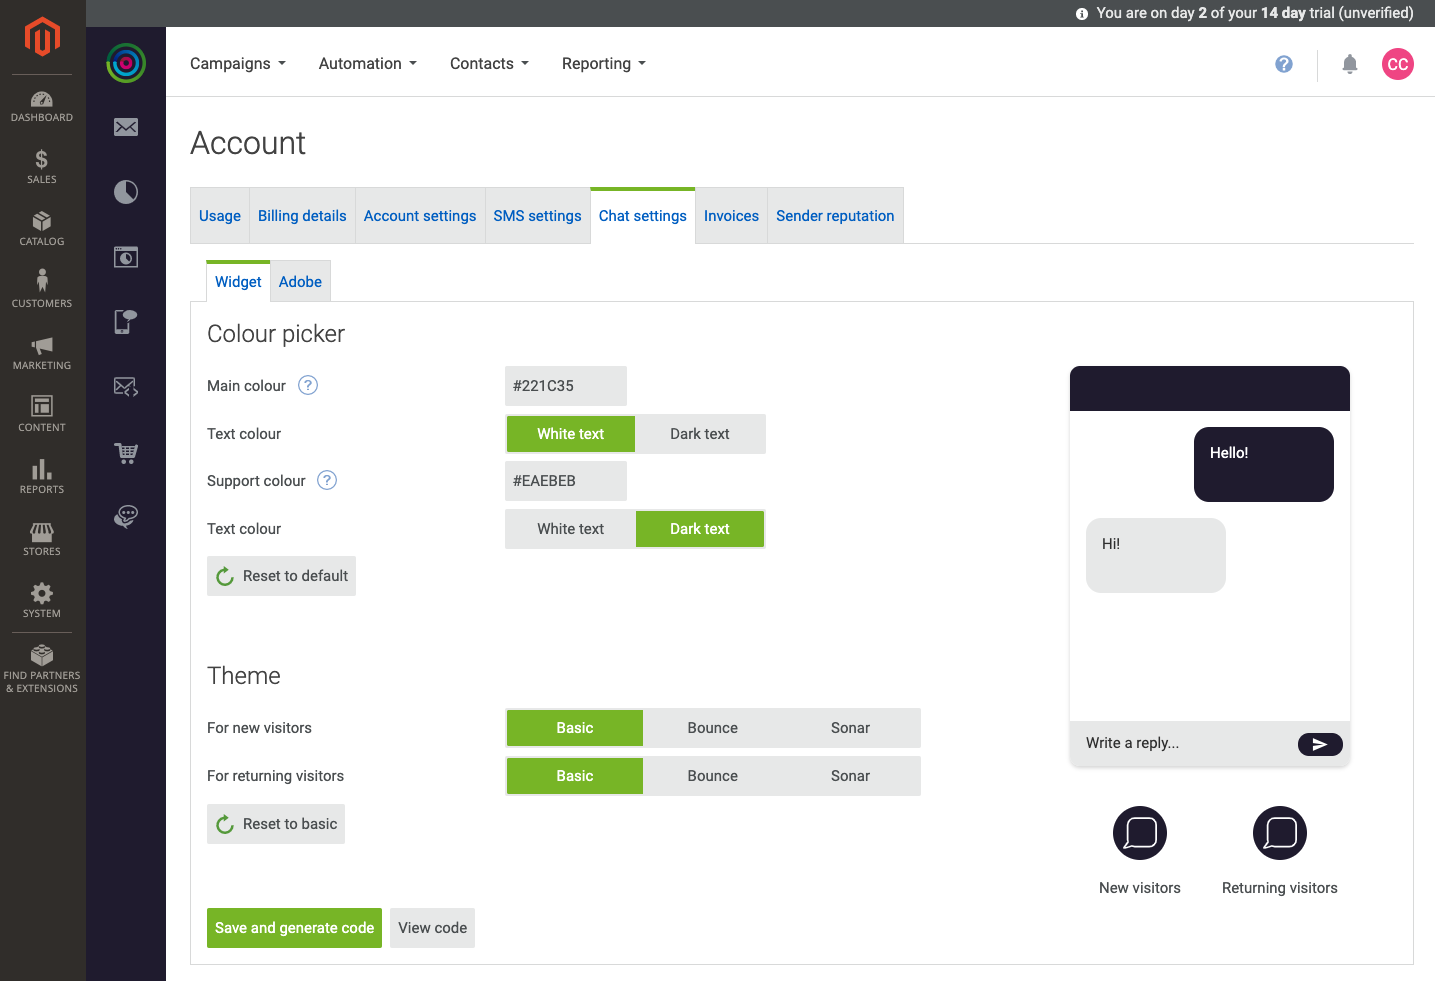 You are on day 2 of your 14 day trial (unverified)
DASHBOARD
SALES
CATALOG
CUSTOMERS
MARKETING
CONTENT
REPORTS
STORES
SYSTEM
FIND PARTNERS
& EXTENSIONS
Campaigns Automation Contacts Reporting ? CC
Account
Usage Billing details Account settings SMS settings Chat settings Invoices Sender reputation
Widget Adobe
Colour picker
Main colour ? #221C35
Text colour White text Dark text
Support colour ? #EAEBEB
Text colour White text Dark text
Reset to default
Theme
For new visitors Basic Bounce Sonar
For returning visitors Basic Bounce Sonar
Reset to basic
Save and generate code View code
Hello!
Hi!
Write a reply...
New visitors Returning visitors